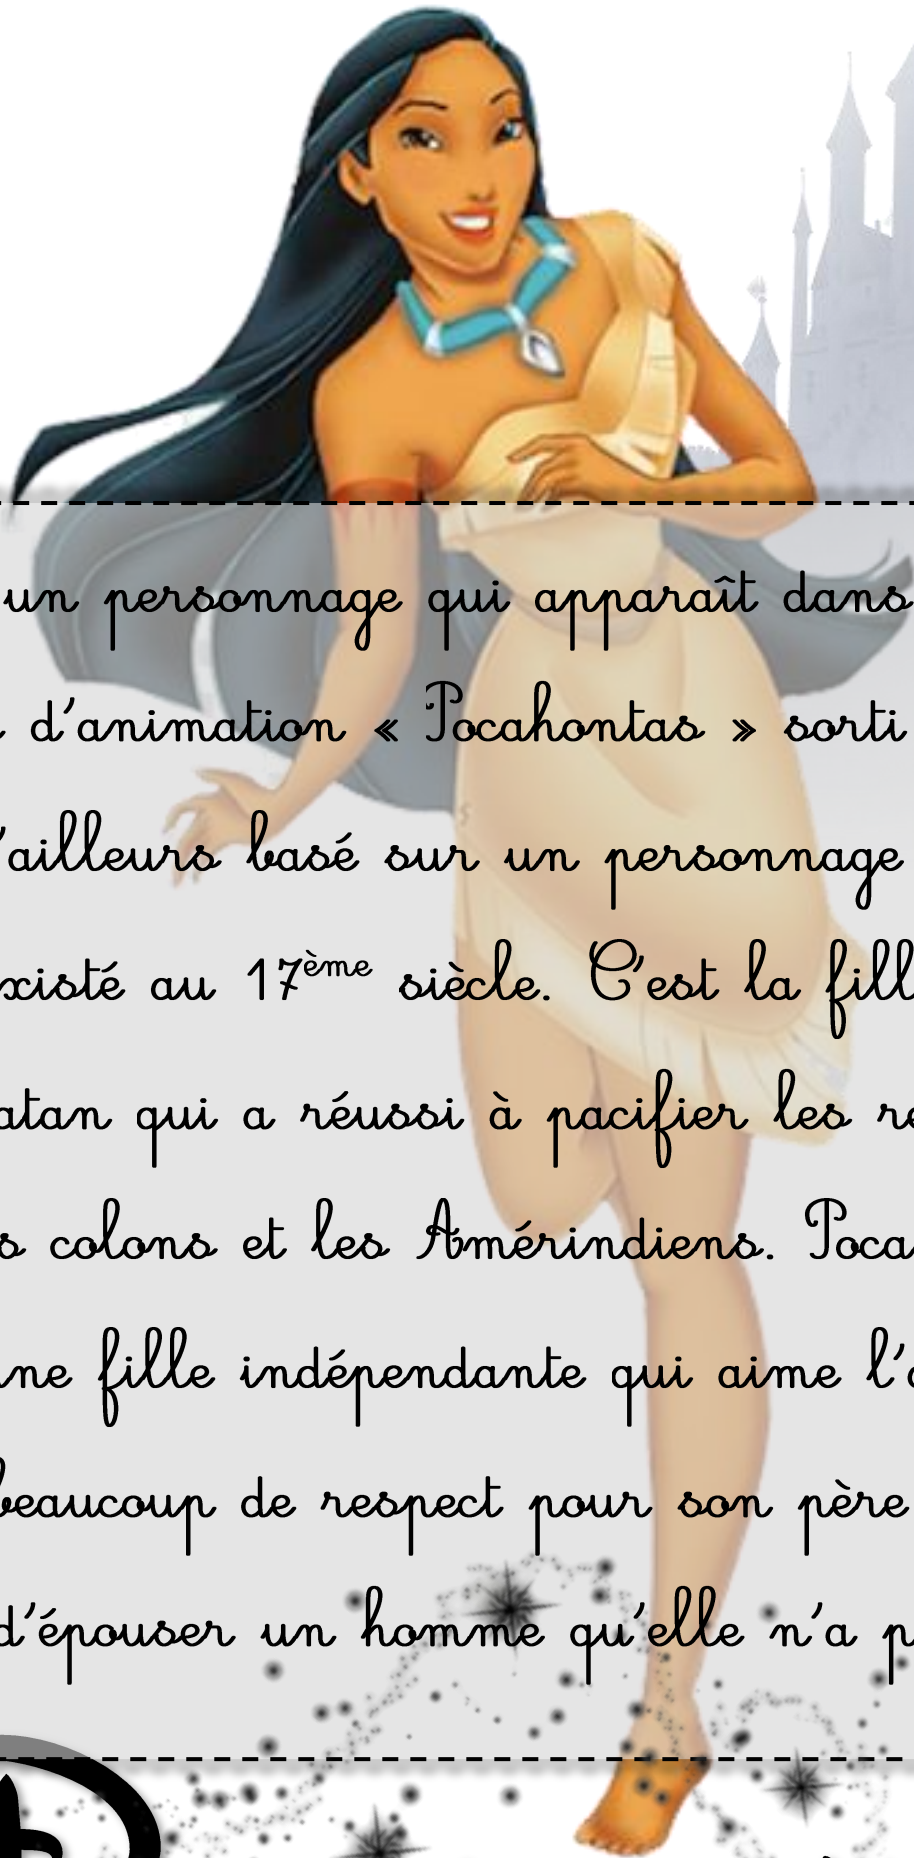 un personnage qui apparaît dans
d'animation « Pocahontas » sorti
'ailleurs basé sur un personnage
xisté au 17ème siècle. C'est la fill
atan qui a réussi à pacifier les re
s colons et les Amérindiens. Poca
ne fille indépendante qui aime l'a
beaucoup de respect pour son père
d'épouser un homme qu'elle n'a p